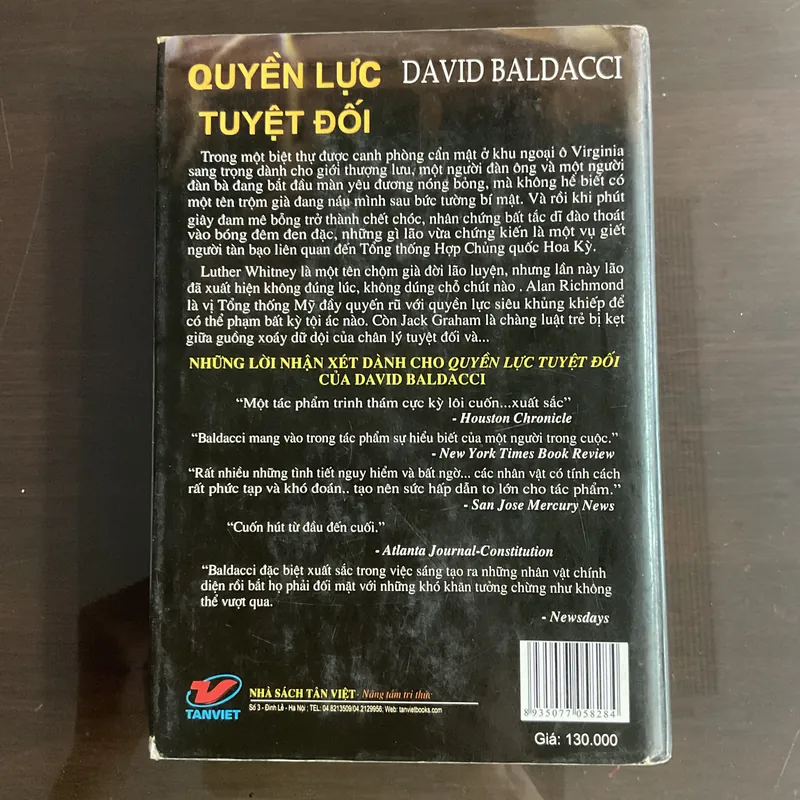 QUYỀN LỰC DAVID BALDACCI
TUYỆT ĐỐI
Trong một biệt thự được canh phòng cẩn mật ở khu ngoại ô Virginia
sang trọng dành cho giới thượng lưu, một người đàn ông và một người
đàn bà đang bắt đầu màn yêu đương nóng bỏng, mà không hề biết có
một tên trộm già đang náu mình sau bức tường bí mật. Và rồi khi phút
giây đam mê bỗng trở thành chết chóc, nhân chứng bất tắc dĩ đào thoát
vào bóng đêm đen đặc, những gì lão vừa chứng kiến là một vụ giết
người tàn bạo liên quan đến Tổng thống Hợp Chủng quốc Hoa Kỳ.
Luther Whitney là một tên chộm già đời lão luyện, nhưng lần này lão
đã xuất hiện không đúng lúc, không dúng chỗ chút nào . Alan Richmond
là vị Tổng thống Mỹ đầy quyến rũ với quyền lực siêu khủng khiếp để
có thể phạm bất kỳ tội ác nào. Còn Jack Graham là chàng luật trẻ bị kẹt
giữa guồng xoáy dữ dội của chân lý tuyệt đối và...
NHỮNG LỜI NHẬN XÉT DÀNH CHO QUYỀN LỰC TUYỆT ĐỐI
CỦA DAVID BALDACCI
“Một tác phẩm trinh thám cực kỳ lôi cuốn...xuất sắc”
- Houston Chronicle
“Baldacci mang vào trong tác phẩm sự hiểu biết của một người trong cuộc.”
- New York Times Book Review
“Rất nhiều những tình tiết nguy hiểm và bất ngờ... các nhân vật có tính cách
rất phức tạp và khó đoán,. tạo nên sức hấp dẫn to lớn cho tác phẩm.”
- San Jose Mercury News
“Cuốn hút từ đầu đến cuối.”
- Atlanta Journal-Constitution
“Baldacci đặc biệt xuất sắc trong việc sáng tạo ra những nhân vật chính
diện rồi bắt họ phải đối mặt với những khó khăn tưởng chừng như không
thể vượt qua.
- Newsdays
TANVIET
NHÀ SÁCH TÂN VIỆT- Nâng tầm tri thức
Số 3 - Đinh Lễ - Hà Nội ; TEL: 04.8213509/04.2129956; Web: tanvietbooks.com
8935077058284
Giá: 130.000